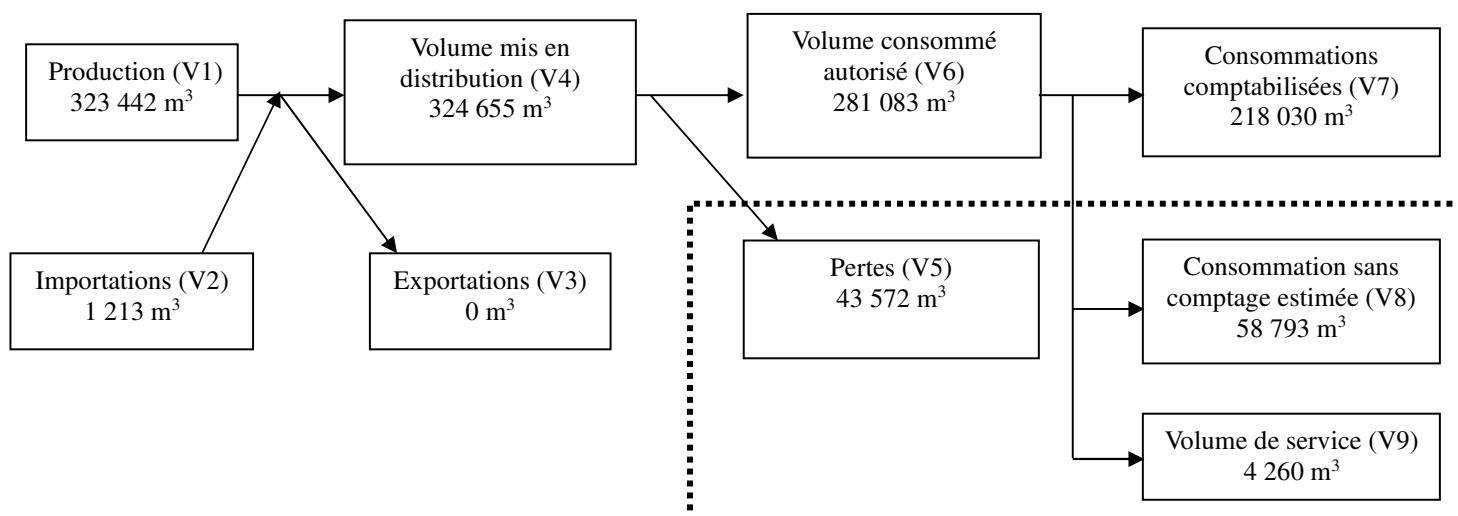 Production (V1)
323 442 m³
Volume mis en
distribution (V4)
324 655 m³
Volume consommé
autorisé (V6)
281 083 m³
Consommations
comptabilisées (V7)
218 030 m³
Importations (V2)
1 213 m³
Exportations (V3)
0 m³
Pertes (V5)
43 572 m³
Consommation sans
comptage estimée (V8)
58 793 m³
Volume de service (V9)
4 260 m³